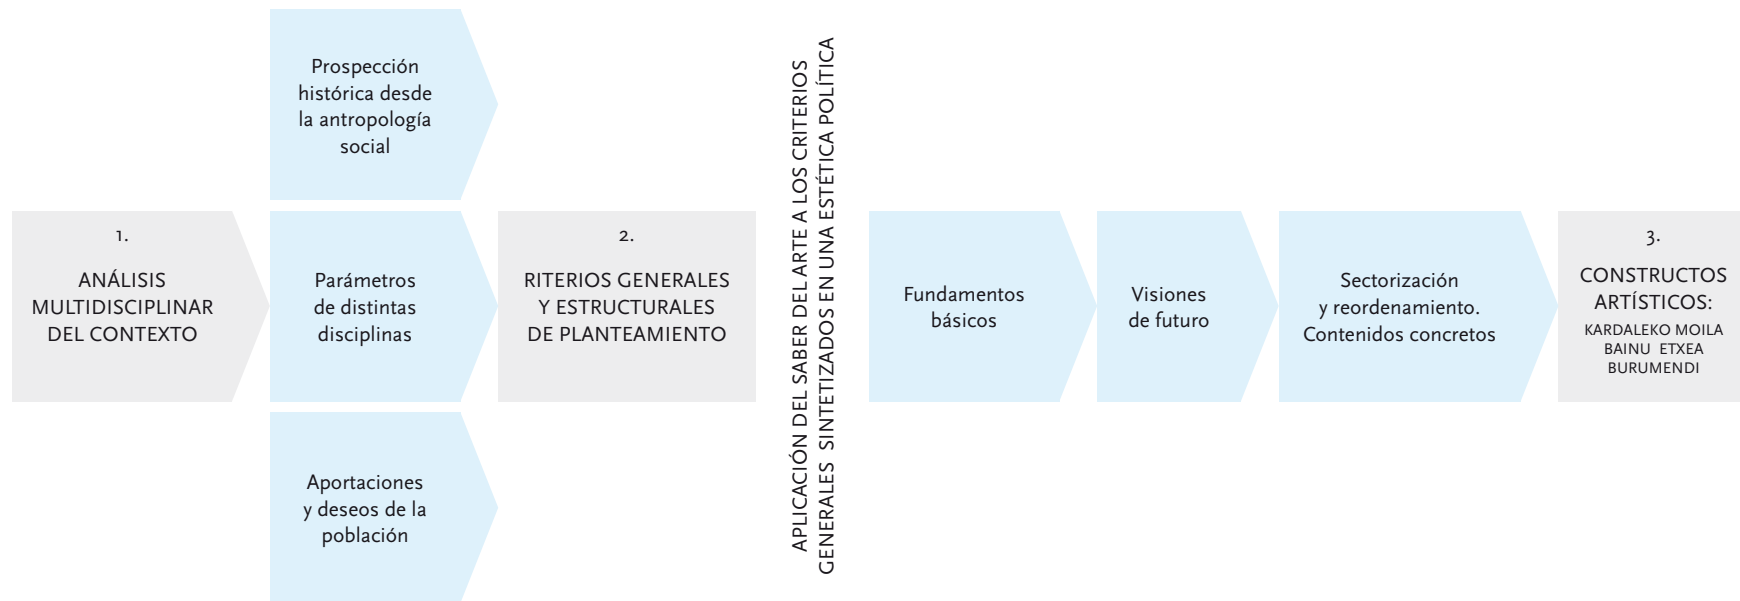 Prospección
histórica desde
la antropología
social
1.
ANÁLISIS
MULTIDISCIPLINAR
DEL CONTEXTO
Parámetros
de distintas
disciplinas
Aportaciones
y deseos de la
población
2.
RITERIOS GENERALES
Y ESTRUCTURALES
DE PLANTEAMIENTO
APLICACIÓN DEL SABER DEL ARTE A LOS CRITERIOS
GENERALES  SINTETIZADOS EN UNA ESTÉTICA POLÍTICA
Fundamentos
básicos
Visiones
de futuro
Sectorización
y reordenamiento.
Contenidos concretos
3.
CONSTRUCTOS
ARTÍSTICOS:
KARDALEKO MOILA
BAINU  ETXEA
BURUMENDI